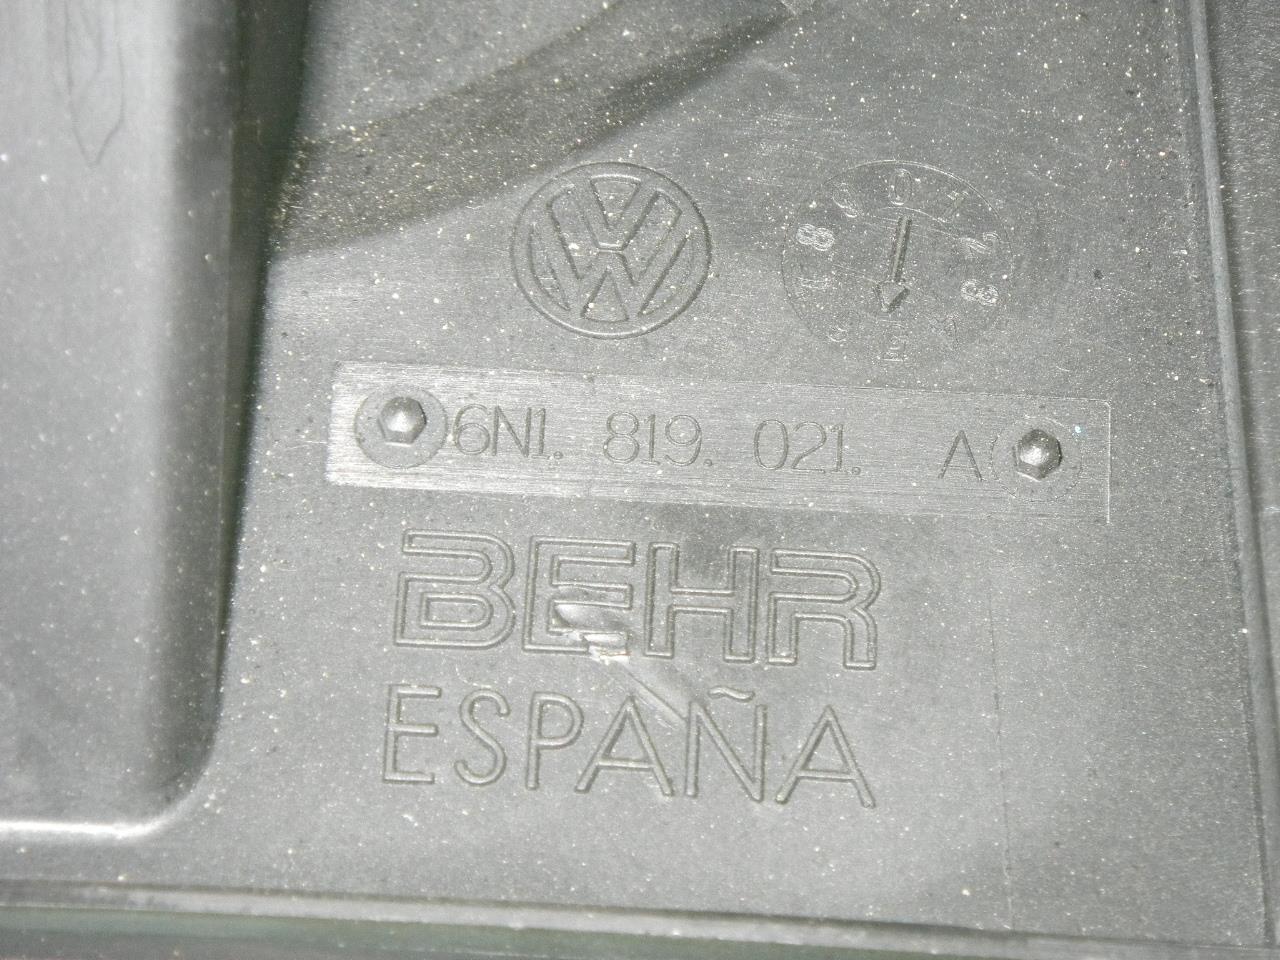 VW
6N1. 819. 021. A
BEHR
ESPAÑA